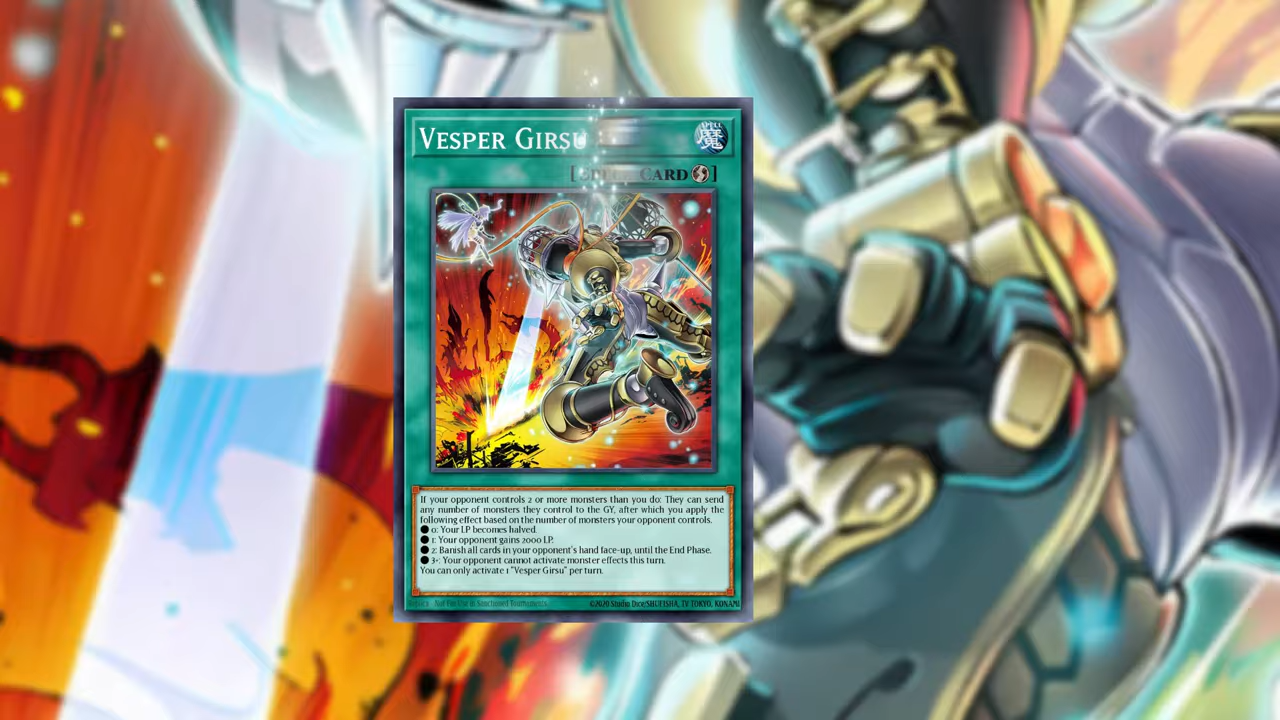 VESPER GIRSU
SPELL
魔
CARD
If your opponent controls 2 or more monsters than you do: They can send
any number of monsters they control to the GY, after which you apply the
following effect based on the number of monsters your opponent controls.
● 0: Your LP becomes halved.
● 1: Your opponent gains 2000 LP.
● 2: Banish all cards in your opponent's hand face-up, until the End Phase.
● 3+: Your opponent cannot activate monster effects this turn.
You can only activate 1 "Vesper Girsu" per turn.
Replica - Not For Use in Sanctioned Tournaments ©2020 Studio Dice/SHUEISHA, TV TOKYO, KONAMI